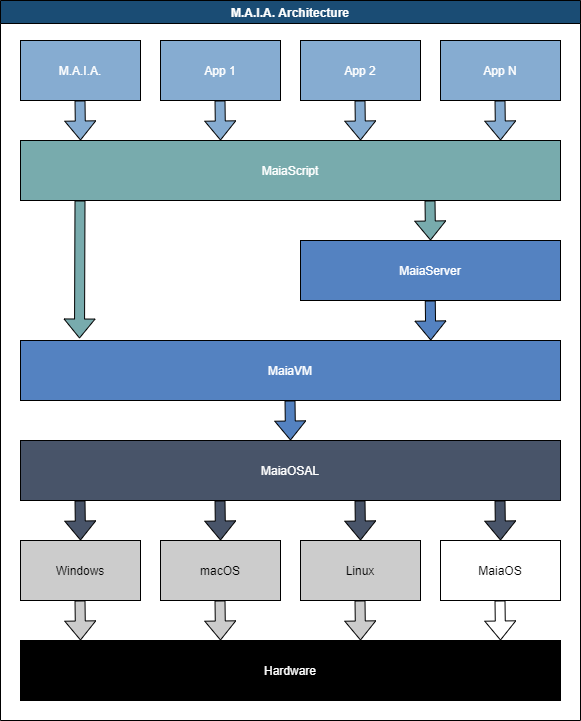 M.A.I.A. Architecture
M.A.I.A.
App 1
App 2
App N
MaiaScript
MaiaServer
MaiaVM
MaiaOSAL
Windows
macOS
Linux
MaiaOS
Hardware